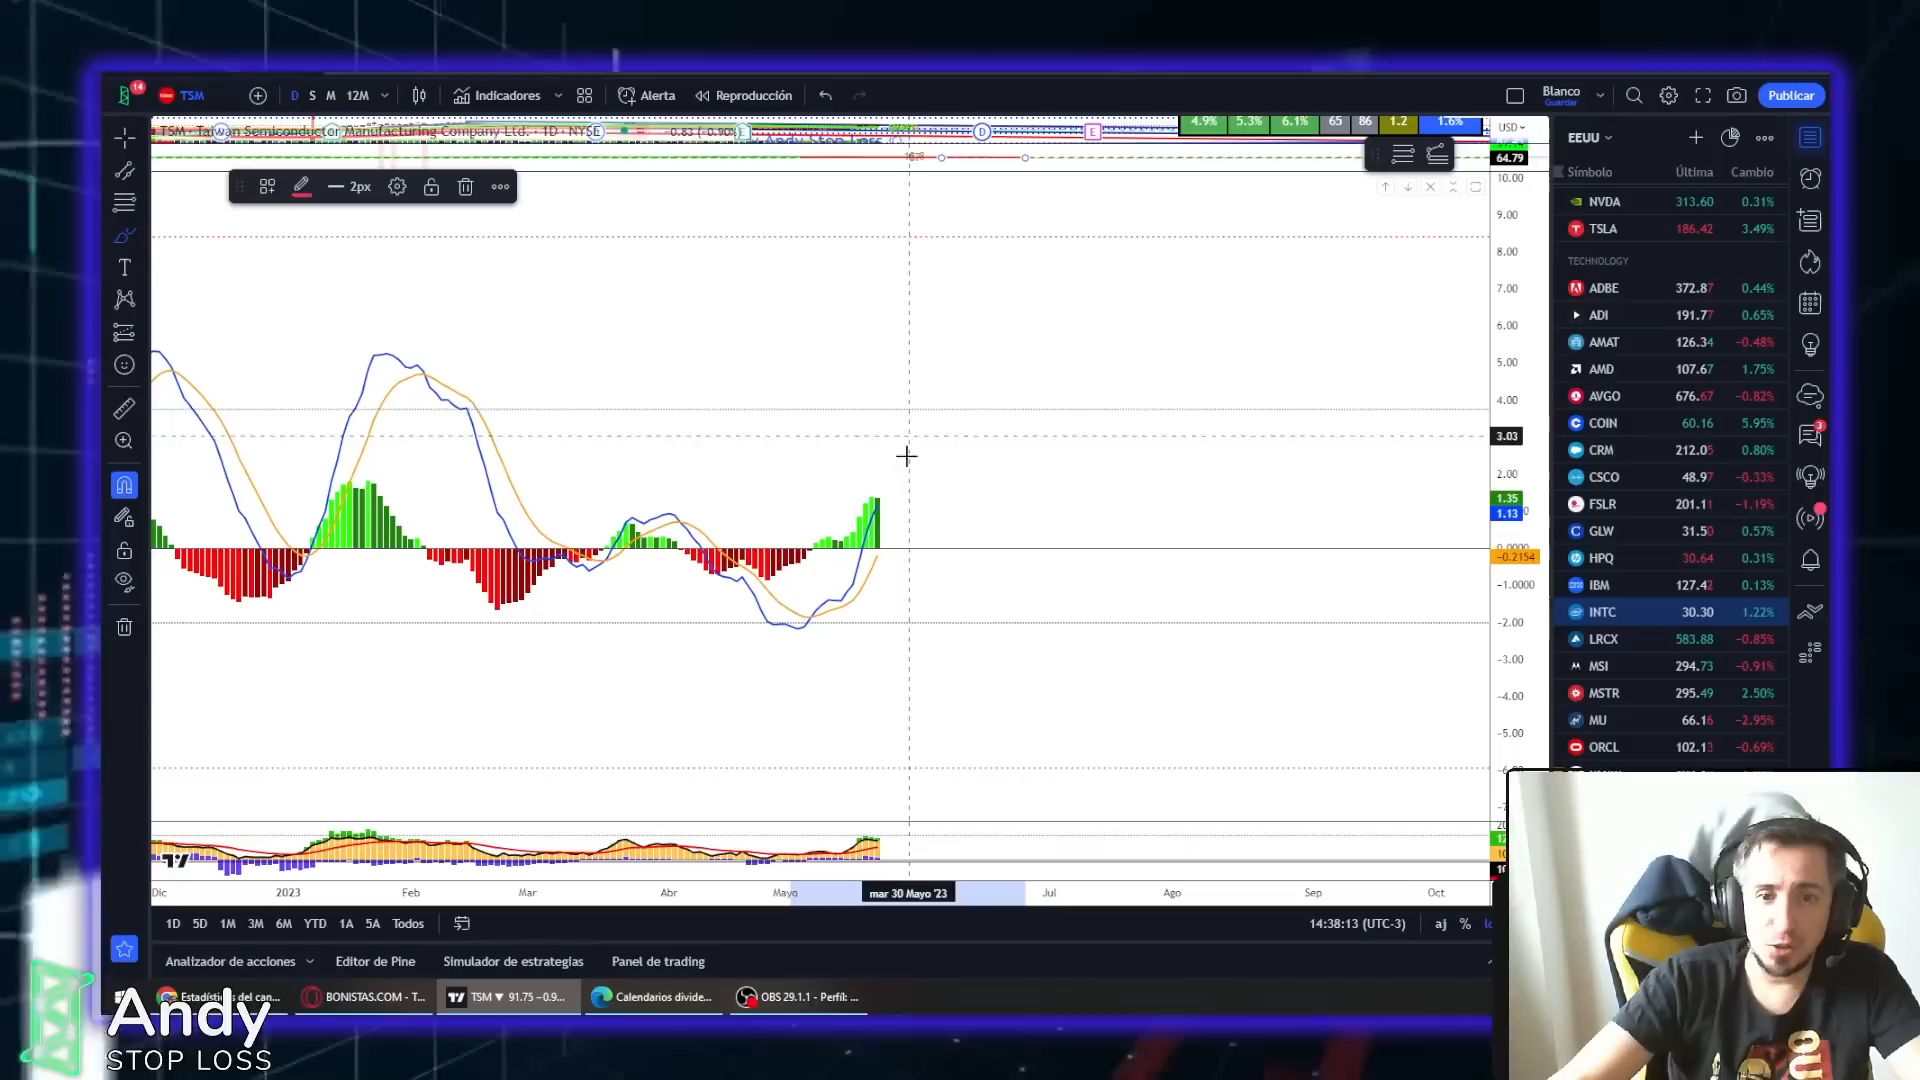 14
TSM
D
S
M
12M
Indicadores
Alerta
Reproducción
Blanco
Guardar
Publicar
TSM · Taiwan Semiconductor Manufacturing Company Ltd. · 1D · NYSE
−0.83 (−0.90%)
D
E
4.9%
5.3%
6.1%
65
86
1.2
1.6%
USD
64.79
2px
10.00
9.00
8.00
7.00
6.00
5.00
4.00
3.03
2.00
1.35
1.13
0.0000
−0.2154
−1.0000
−2.00
−3.00
−4.00
−5.00
EEUU
Símbolo
Última
Cambio
NVDA 313.60 0.31%
TSLA 186.42 3.49%
TECHNOLOGY
ADBE 372.87 0.44%
ADI 191.77 0.65%
AMAT 126.34 −0.48%
AMD 107.67 1.75%
AVGO 676.67 −0.82%
COIN 60.16 5.95%
CRM 212.05 0.80%
CSCO 48.97 −0.33%
FSLR 201.11 −1.19%
GLW 31.50 0.57%
HPQ 30.64 0.31%
IBM 127.42 0.13%
INTC 30.30 1.22%
LRCX 583.88 −0.85%
MSI 294.73 −0.91%
MSTR 295.49 2.50%
MU 66.16 −2.95%
ORCL 102.13 −0.69%
3
Dic
2023
Feb
Mar
Abr
Mayo
mar 30 Mayo '23
Jul
Ago
Sep
Oct
1D
5D
1M
3M
6M
YTD
1A
5A
Todos
14:38:13 (UTC-3)
aj
%
Analizador de acciones
Editor de Pine
Simulador de estrategias
Panel de trading
Estadísticas del can...
BONISTAS.COM - T...
TSM ▼ 91.75 −0.9...
Calendarios divide...
OBS 29.1.1 - Perfil: ...
Andy
STOP LOSS